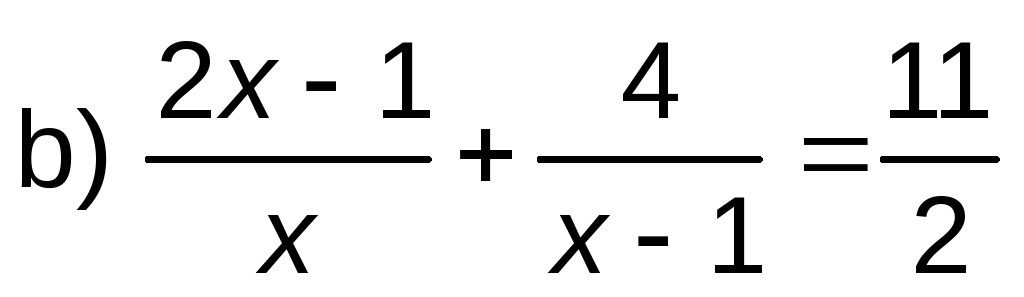 b) (2x - 1)/x + 4/(x - 1) = 11/2